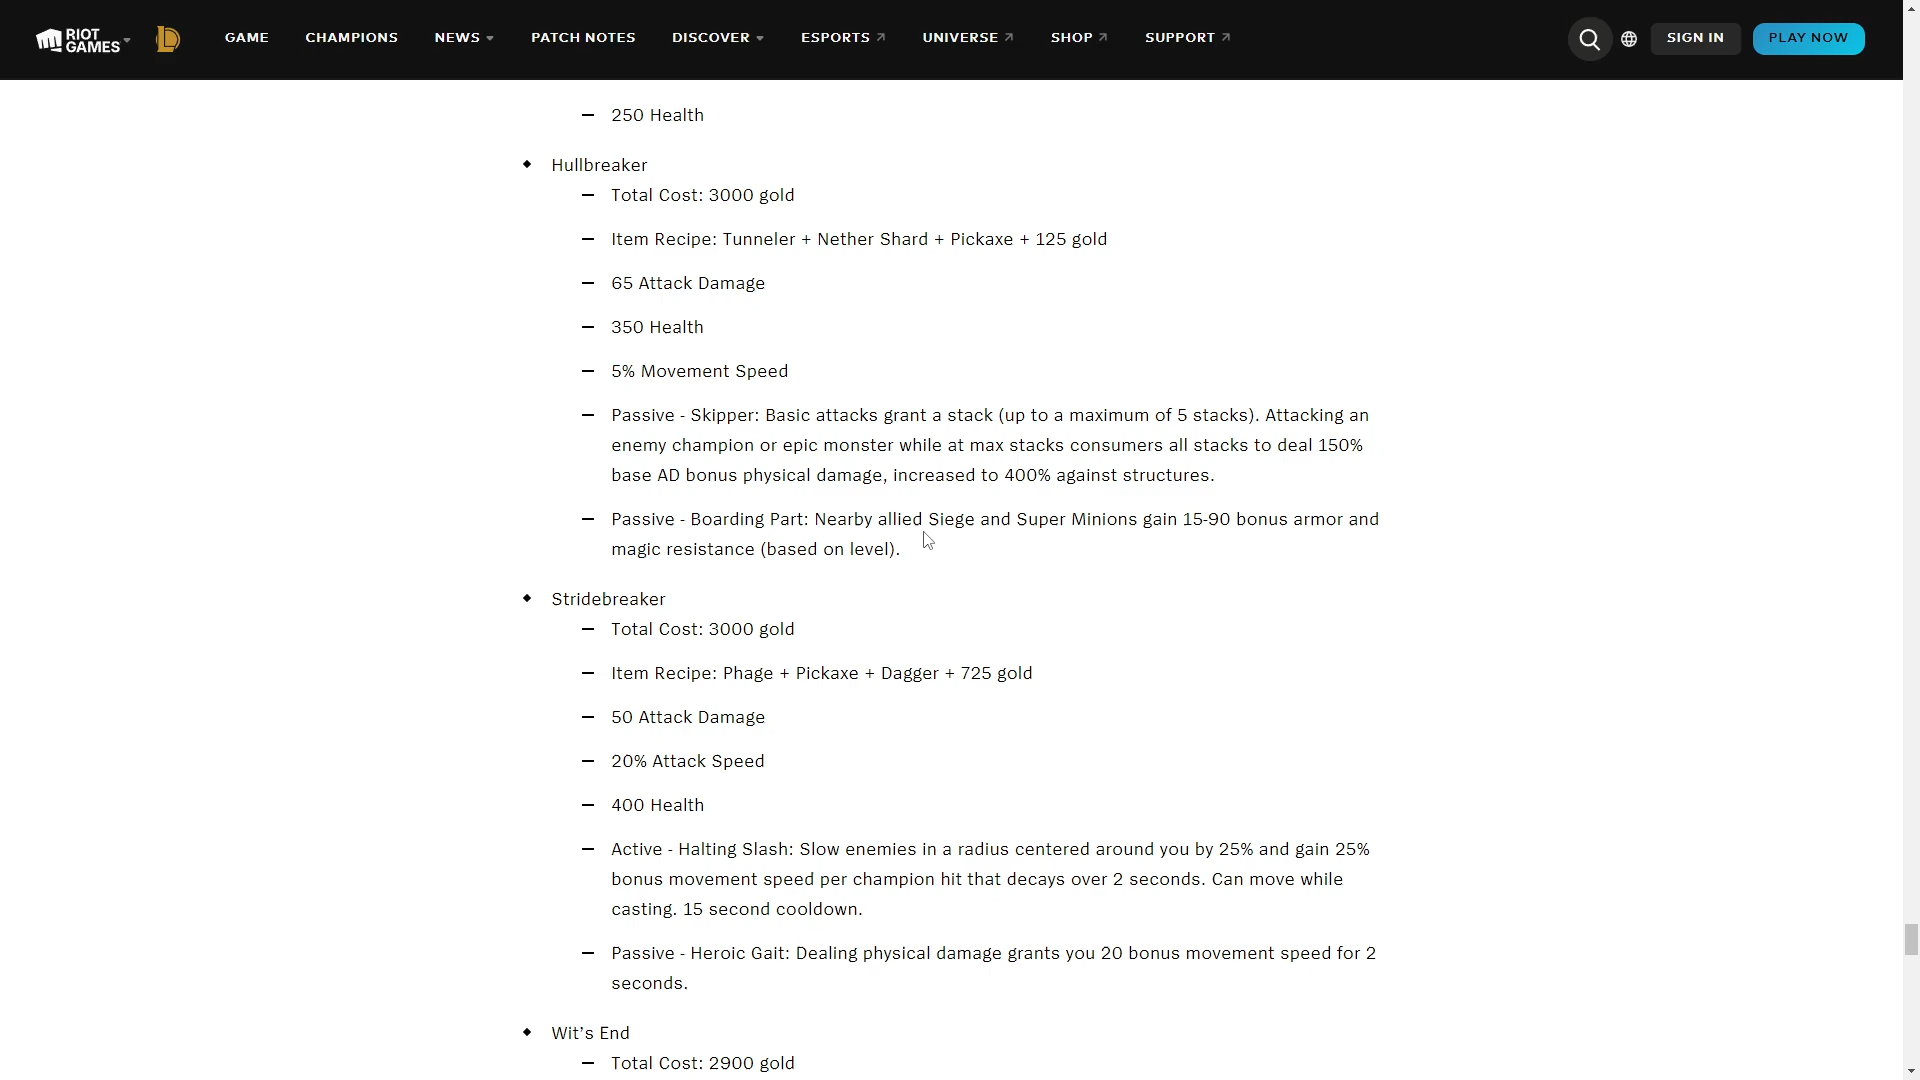 RIOT GAMES
GAME
CHAMPIONS
NEWS
PATCH NOTES
DISCOVER
ESPORTS
UNIVERSE
SHOP
SUPPORT
SIGN IN
PLAY NOW
250 Health
Hullbreaker
Total Cost: 3000 gold
Item Recipe: Tunneler + Nether Shard + Pickaxe + 125 gold
65 Attack Damage
350 Health
5% Movement Speed
Passive - Skipper: Basic attacks grant a stack (up to a maximum of 5 stacks). Attacking an
enemy champion or epic monster while at max stacks consumers all stacks to deal 150%
base AD bonus physical damage, increased to 400% against structures.
Passive - Boarding Part: Nearby allied Siege and Super Minions gain 15-90 bonus armor and
magic resistance (based on level).
Stridebreaker
Total Cost: 3000 gold
Item Recipe: Phage + Pickaxe + Dagger + 725 gold
50 Attack Damage
20% Attack Speed
400 Health
Active - Halting Slash: Slow enemies in a radius centered around you by 25% and gain 25%
bonus movement speed per champion hit that decays over 2 seconds. Can move while
casting. 15 second cooldown.
Passive - Heroic Gait: Dealing physical damage grants you 20 bonus movement speed for 2
seconds.
Wit’s End
Total Cost: 2900 gold